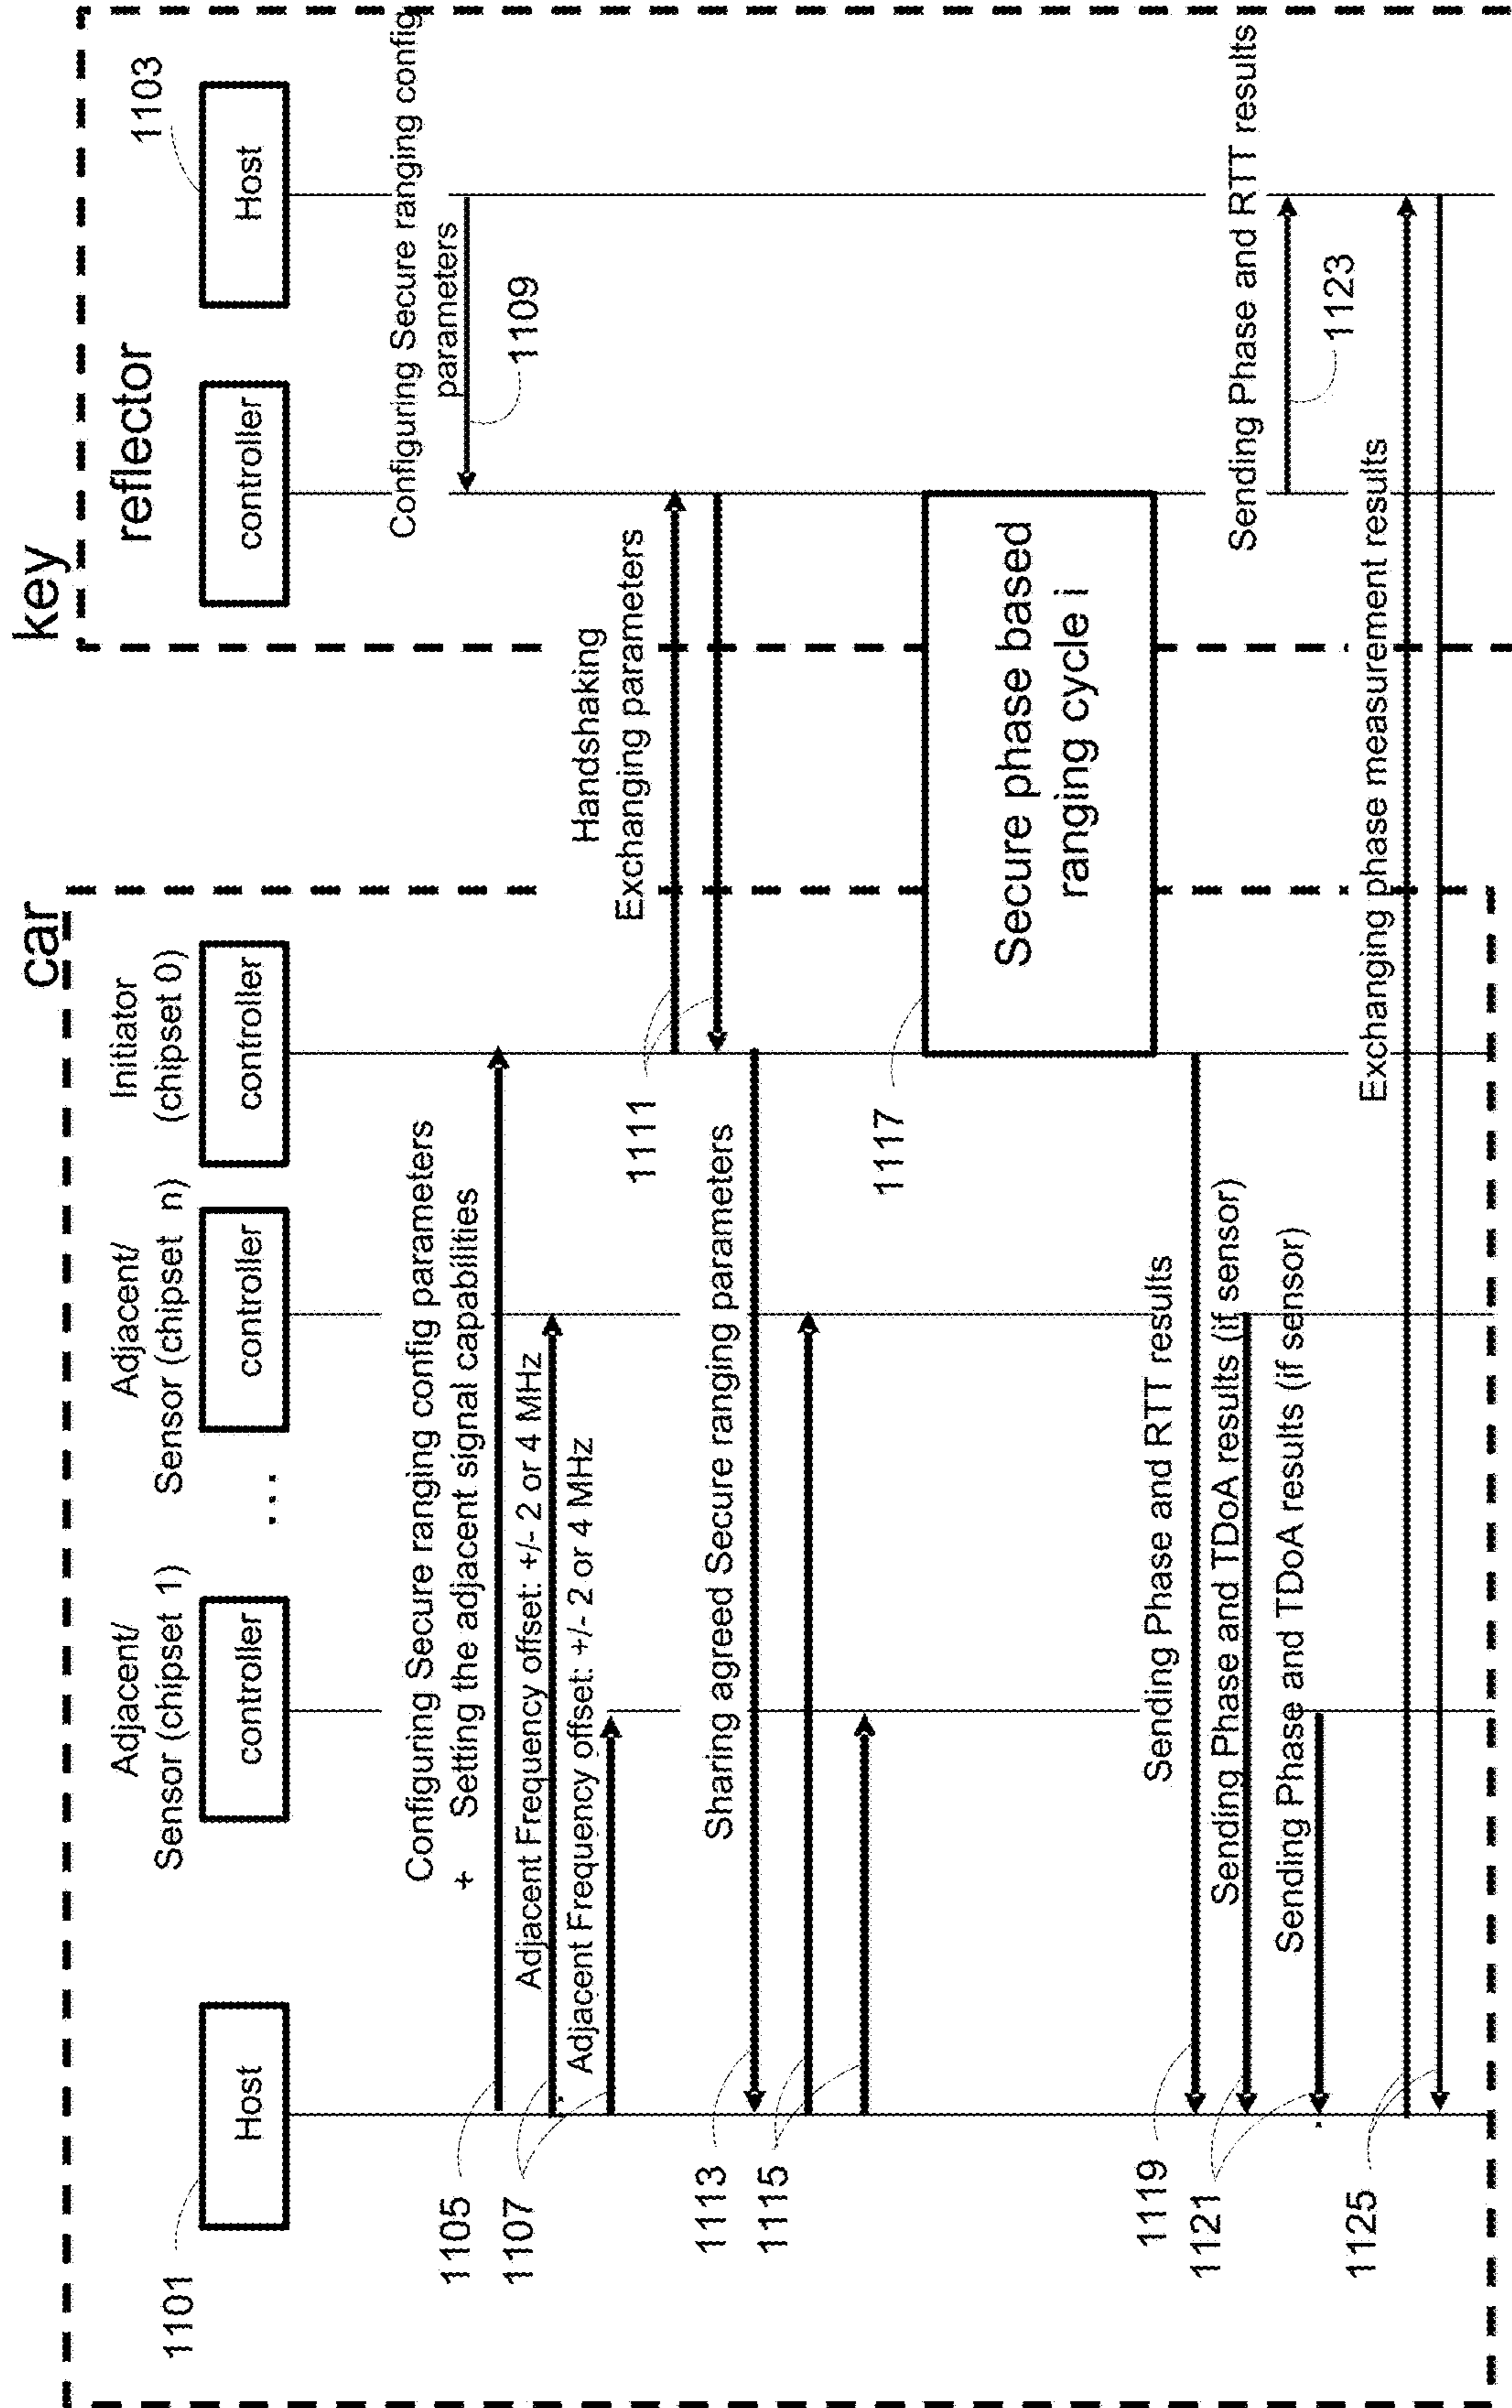 car
key
reflector
Adjacent/
Sensor (chipset 1)
...
Adjacent/
Sensor (chipset n)
Initiator
(chipset 0)
1101
Host
controller
controller
controller
controller
Host
1103
Configuring Secure ranging config
parameters
1109
Configuring Secure ranging config parameters
+ Setting the adjacent signal capabilities
1105
Adjacent Frequency offset: +/- 2 or 4 MHz
Adjacent Frequency offset: +/- 2 or 4 MHz
1107
Handshaking
Exchanging parameters
1111
Sharing agreed Secure ranging parameters
1113
1115
1117
Secure phase based
ranging cycle i
Sending Phase and RTT results
1119
Sending Phase and TDoA results (if sensor)
1121
Sending Phase and TDoA results (if sensor)
Sending Phase and RTT results
1123
Exchanging phase measurement results
1125